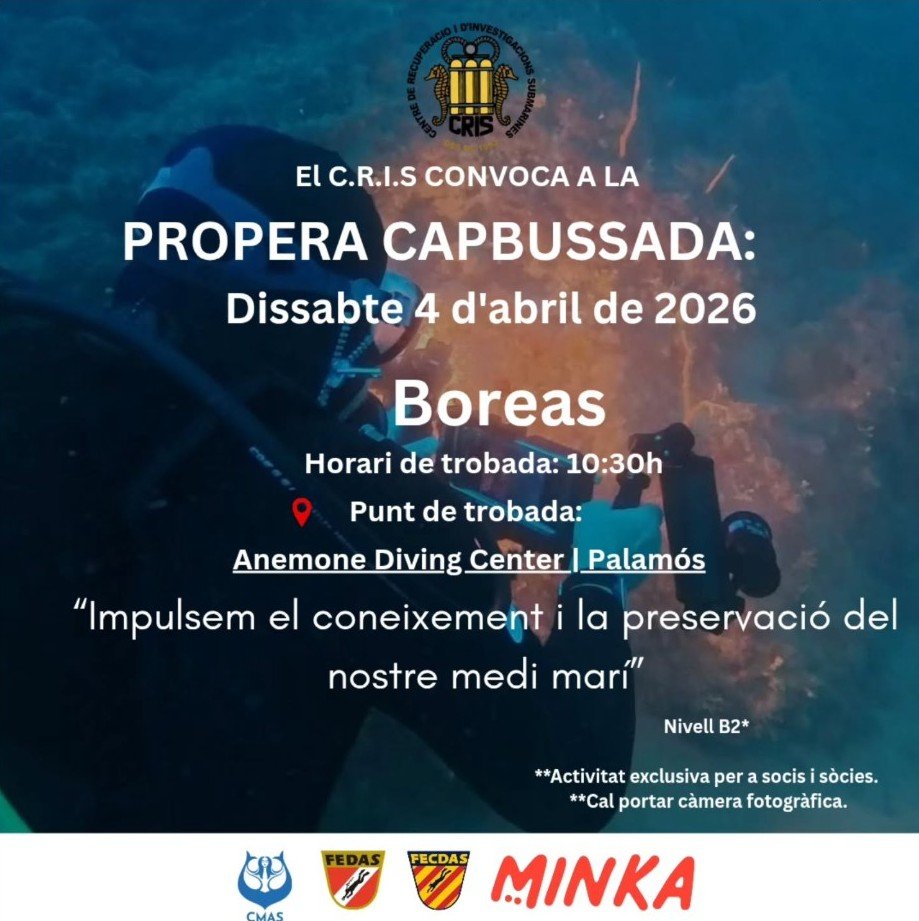 CENTRE DE RECUPERACIO I D'INVESTIGACIONS SUBMARINES
CRIS
El C.R.I.S CONVOCA A LA
PROPERA CAPBUSSADA:
Dissabte 4 d'abril de 2026
Boreas
Horari de trobada: 10:30h
Punt de trobada:
Anemone Diving Center | Palamós
“Impulsem el coneixement i la preservació del
nostre medi marí”
Nivell B2*
**Activitat exclusiva per a socis i sòcies.
**Cal portar càmera fotogràfica.
CMAS
FEDAS
FECDAS
MINKA